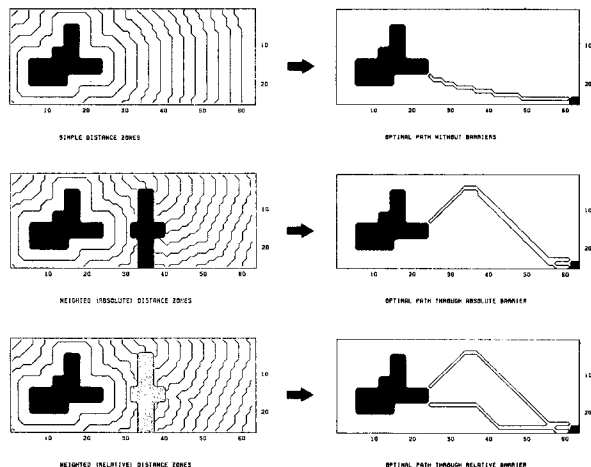 10
20
10 20 30 40 50 60
SIMPLE DISTANCE ZONES
10
20
10 20 30 40 50 60
OPTIMAL PATH WITHOUT BARRIERS
10
20
10 20 30 40 50 60
WEIGHTED (ABSOLUTE) DISTANCE ZONES
10
20
10 20 30 40 50 60
OPTIMAL PATH THROUGH ABSOLUTE BARRIER
10
20
10 20 30 40 50 60
WEIGHTED (RELATIVE) DISTANCE ZONES
10
20
10 20 30 40 50 60
OPTIMAL PATH THROUGH RELATIVE BARRIER